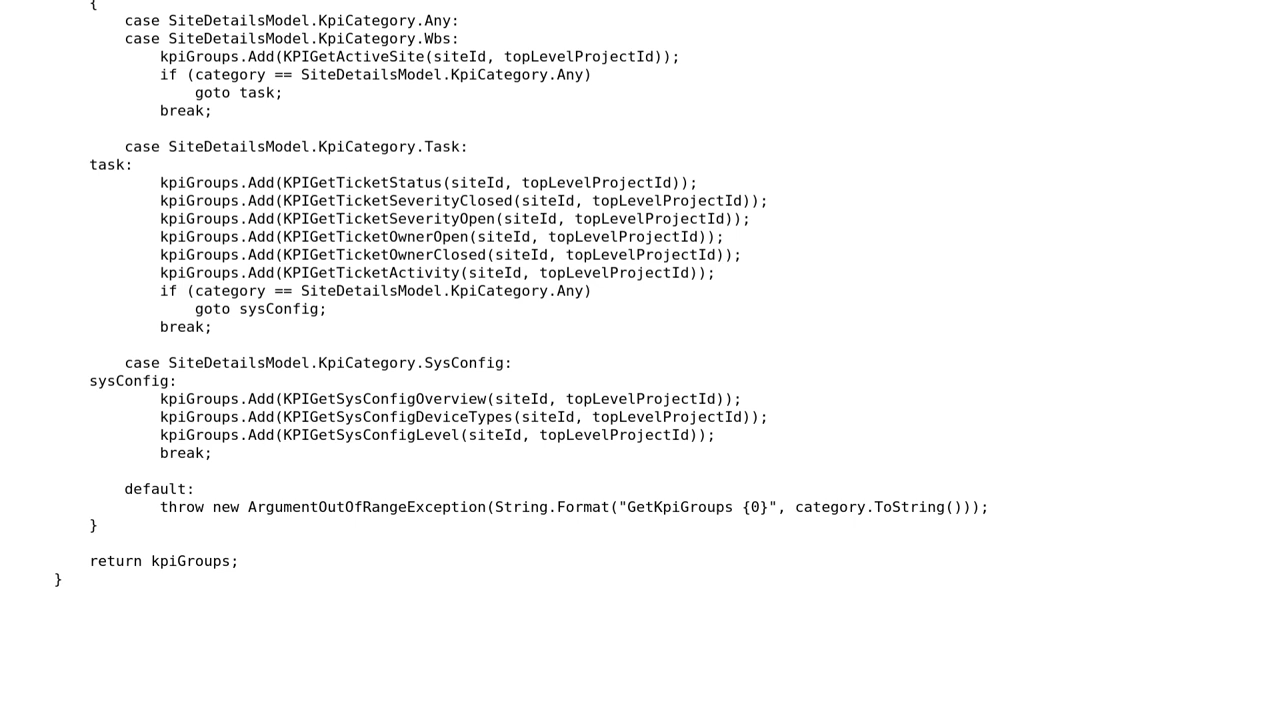 {
case SiteDetailsModel.KpiCategory.Any:
case SiteDetailsModel.KpiCategory.Wbs:
kpiGroups.Add(KPIGetActiveSite(siteId, topLevelProjectId));
if (category == SiteDetailsModel.KpiCategory.Any)
goto task;
break;
case SiteDetailsModel.KpiCategory.Task:
task:
kpiGroups.Add(KPIGetTicketStatus(siteId, topLevelProjectId));
kpiGroups.Add(KPIGetTicketSeverityClosed(siteId, topLevelProjectId));
kpiGroups.Add(KPIGetTicketSeverityOpen(siteId, topLevelProjectId));
kpiGroups.Add(KPIGetTicketOwnerOpen(siteId, topLevelProjectId));
kpiGroups.Add(KPIGetTicketOwnerClosed(siteId, topLevelProjectId));
kpiGroups.Add(KPIGetTicketActivity(siteId, topLevelProjectId));
if (category == SiteDetailsModel.KpiCategory.Any)
goto sysConfig;
break;
case SiteDetailsModel.KpiCategory.SysConfig:
sysConfig:
kpiGroups.Add(KPIGetSysConfigOverview(siteId, topLevelProjectId));
kpiGroups.Add(KPIGetSysConfigDeviceTypes(siteId, topLevelProjectId));
kpiGroups.Add(KPIGetSysConfigLevel(siteId, topLevelProjectId));
break;
default:
throw new ArgumentOutOfRangeException(String.Format("GetKpiGroups {0}", category.ToString()));
}
return kpiGroups;
}